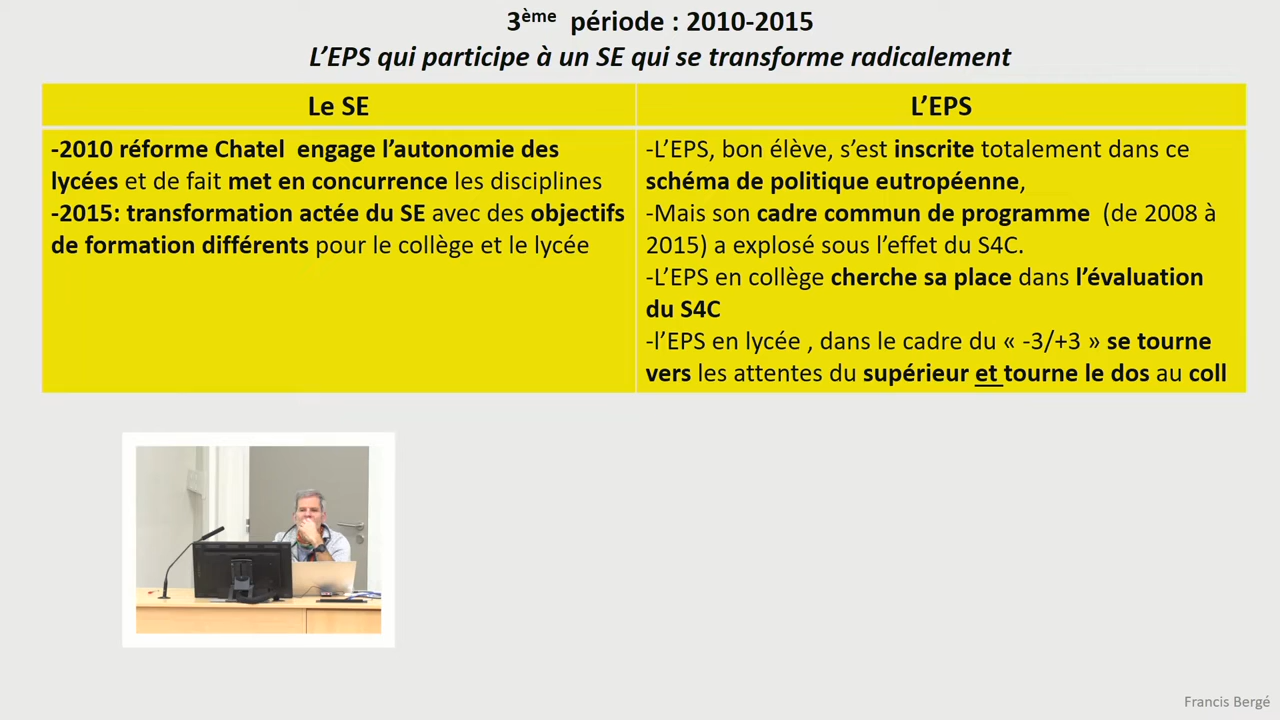 3ème période : 2010-2015
L’EPS qui participe à un SE qui se transforme radicalement
Le SE
-2010 réforme Chatel engage l’autonomie des
lycées et de fait met en concurrence les disciplines
-2015: transformation actée du SE avec des objectifs
de formation différents pour le collège et le lycée
L’EPS
-L’EPS, bon élève, s’est inscrite totalement dans ce
schéma de politique eutropéenne,
-Mais son cadre commun de programme (de 2008 à
2015) a explosé sous l’effet du S4C.
-L’EPS en collège cherche sa place dans l’évaluation
du S4C
-l’EPS en lycée , dans le cadre du « -3/+3 » se tourne
vers les attentes du supérieur et tourne le dos au coll
Francis Bergé